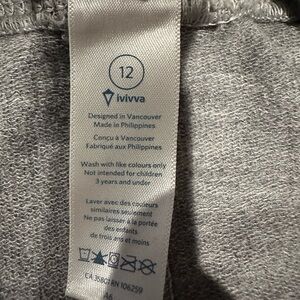 12
ivivva
Designed in Vancouver
Made in Philippines
Conçu à Vancouver
Fabriqué aux Philippines
Wash with like colours only
Not intended for children
3 years and under
Laver avec des couleurs
similaires seulement
Ne pas laisser à la portée
des enfants
de trois ans et moins
CA 35801 RN 106259